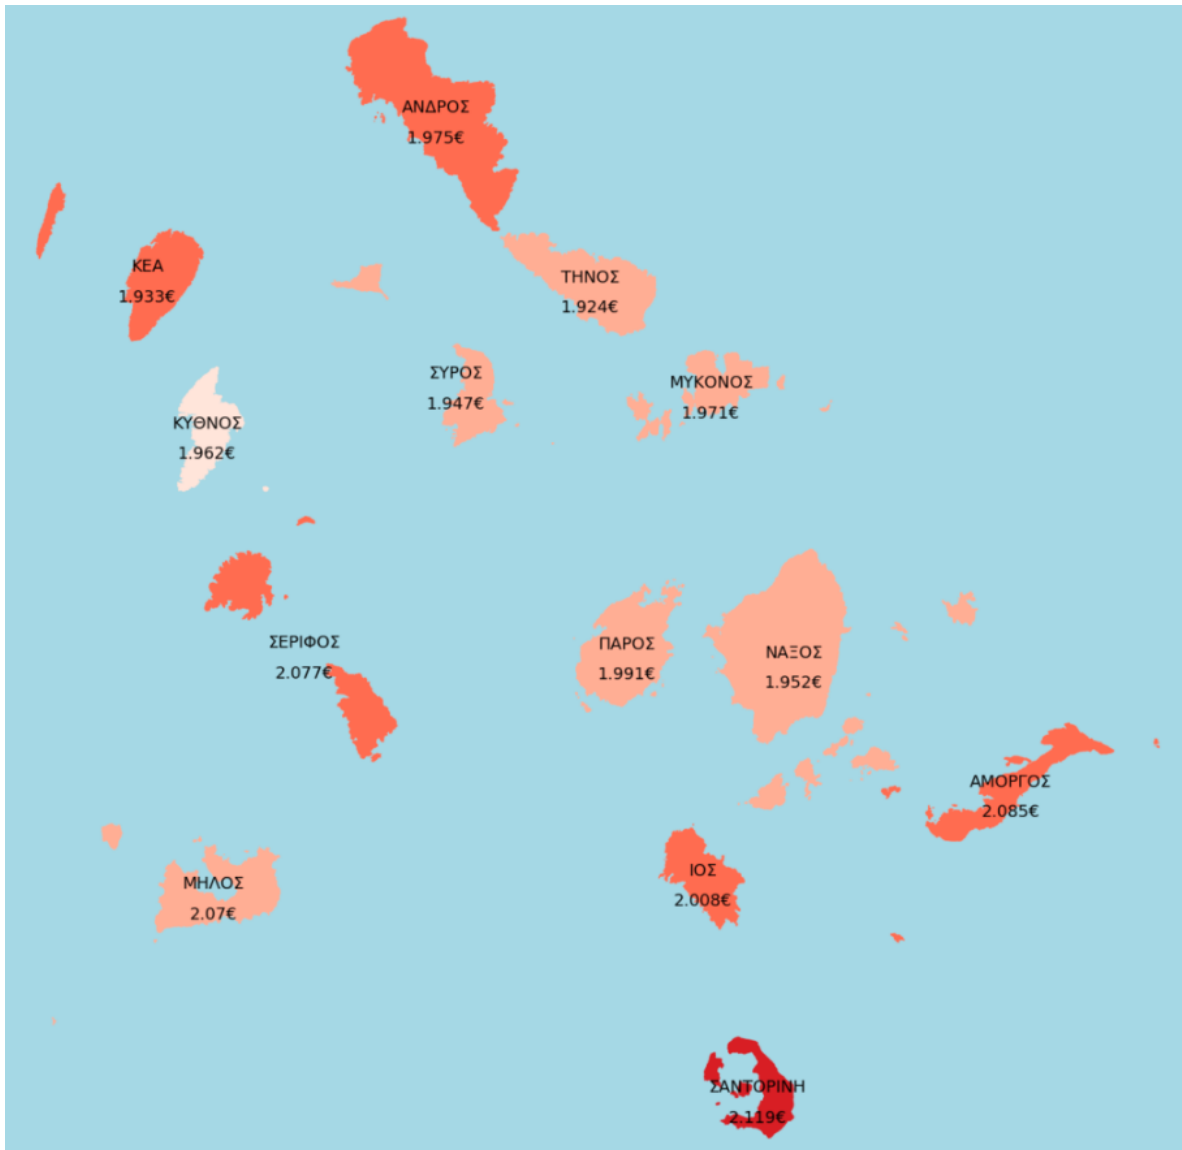 ΑΝΔΡΟΣ
1.975€
ΚΕΑ
1.933€
ΤΗΝΟΣ
1.924€
ΣΥΡΟΣ
1.947€
ΜΥΚΟΝΟΣ
1.971€
ΚΥΘΝΟΣ
1.962€
ΣΕΡΙΦΟΣ
2.077€
ΠΑΡΟΣ
1.991€
ΝΑΞΟΣ
1.952€
ΑΜΟΡΓΟΣ
2.085€
ΙΟΣ
2.008€
ΜΗΛΟΣ
2.07€
ΣΑΝΤΟΡΙΝΗ
2.119€